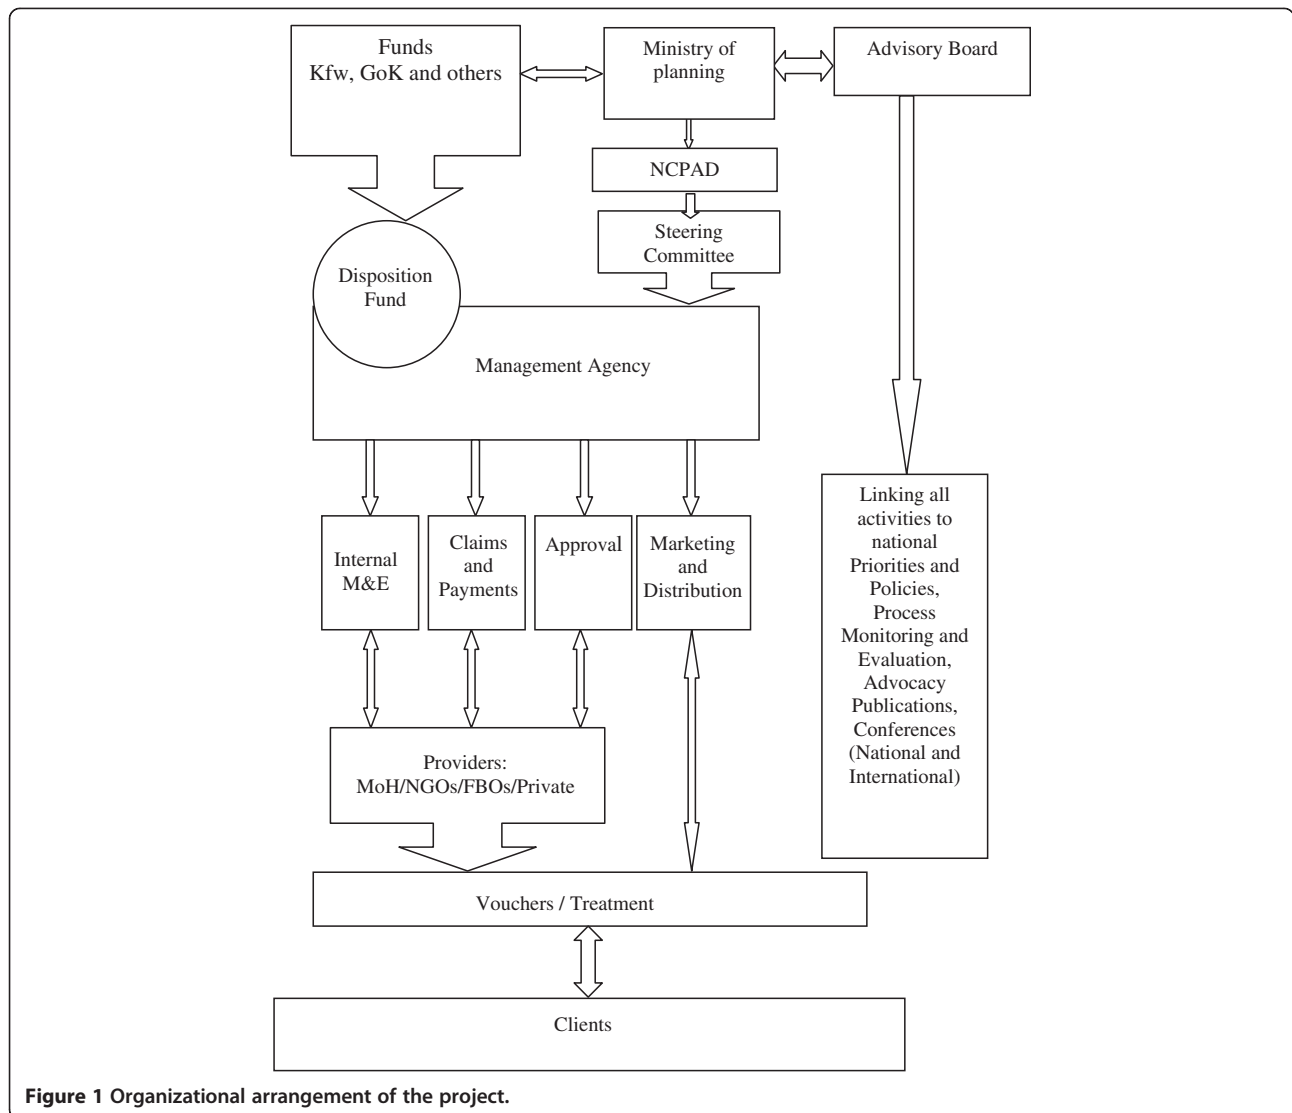 Funds
Kfw, GoK and others
Ministry of
planning
Advisory Board
NCPAD
Steering
Committee
Disposition
Fund
Management Agency
Internal
M&E
Claims
and
Payments
Approval
Marketing
and
Distribution
Linking all
activities to
national
Priorities and
Policies,
Process
Monitoring and
Evaluation,
Advocacy
Publications,
Conferences
(National and
International)
Providers:
MoH/NGOs/FBOs/Private
Vouchers / Treatment
Clients
Figure 1 Organizational arrangement of the project.